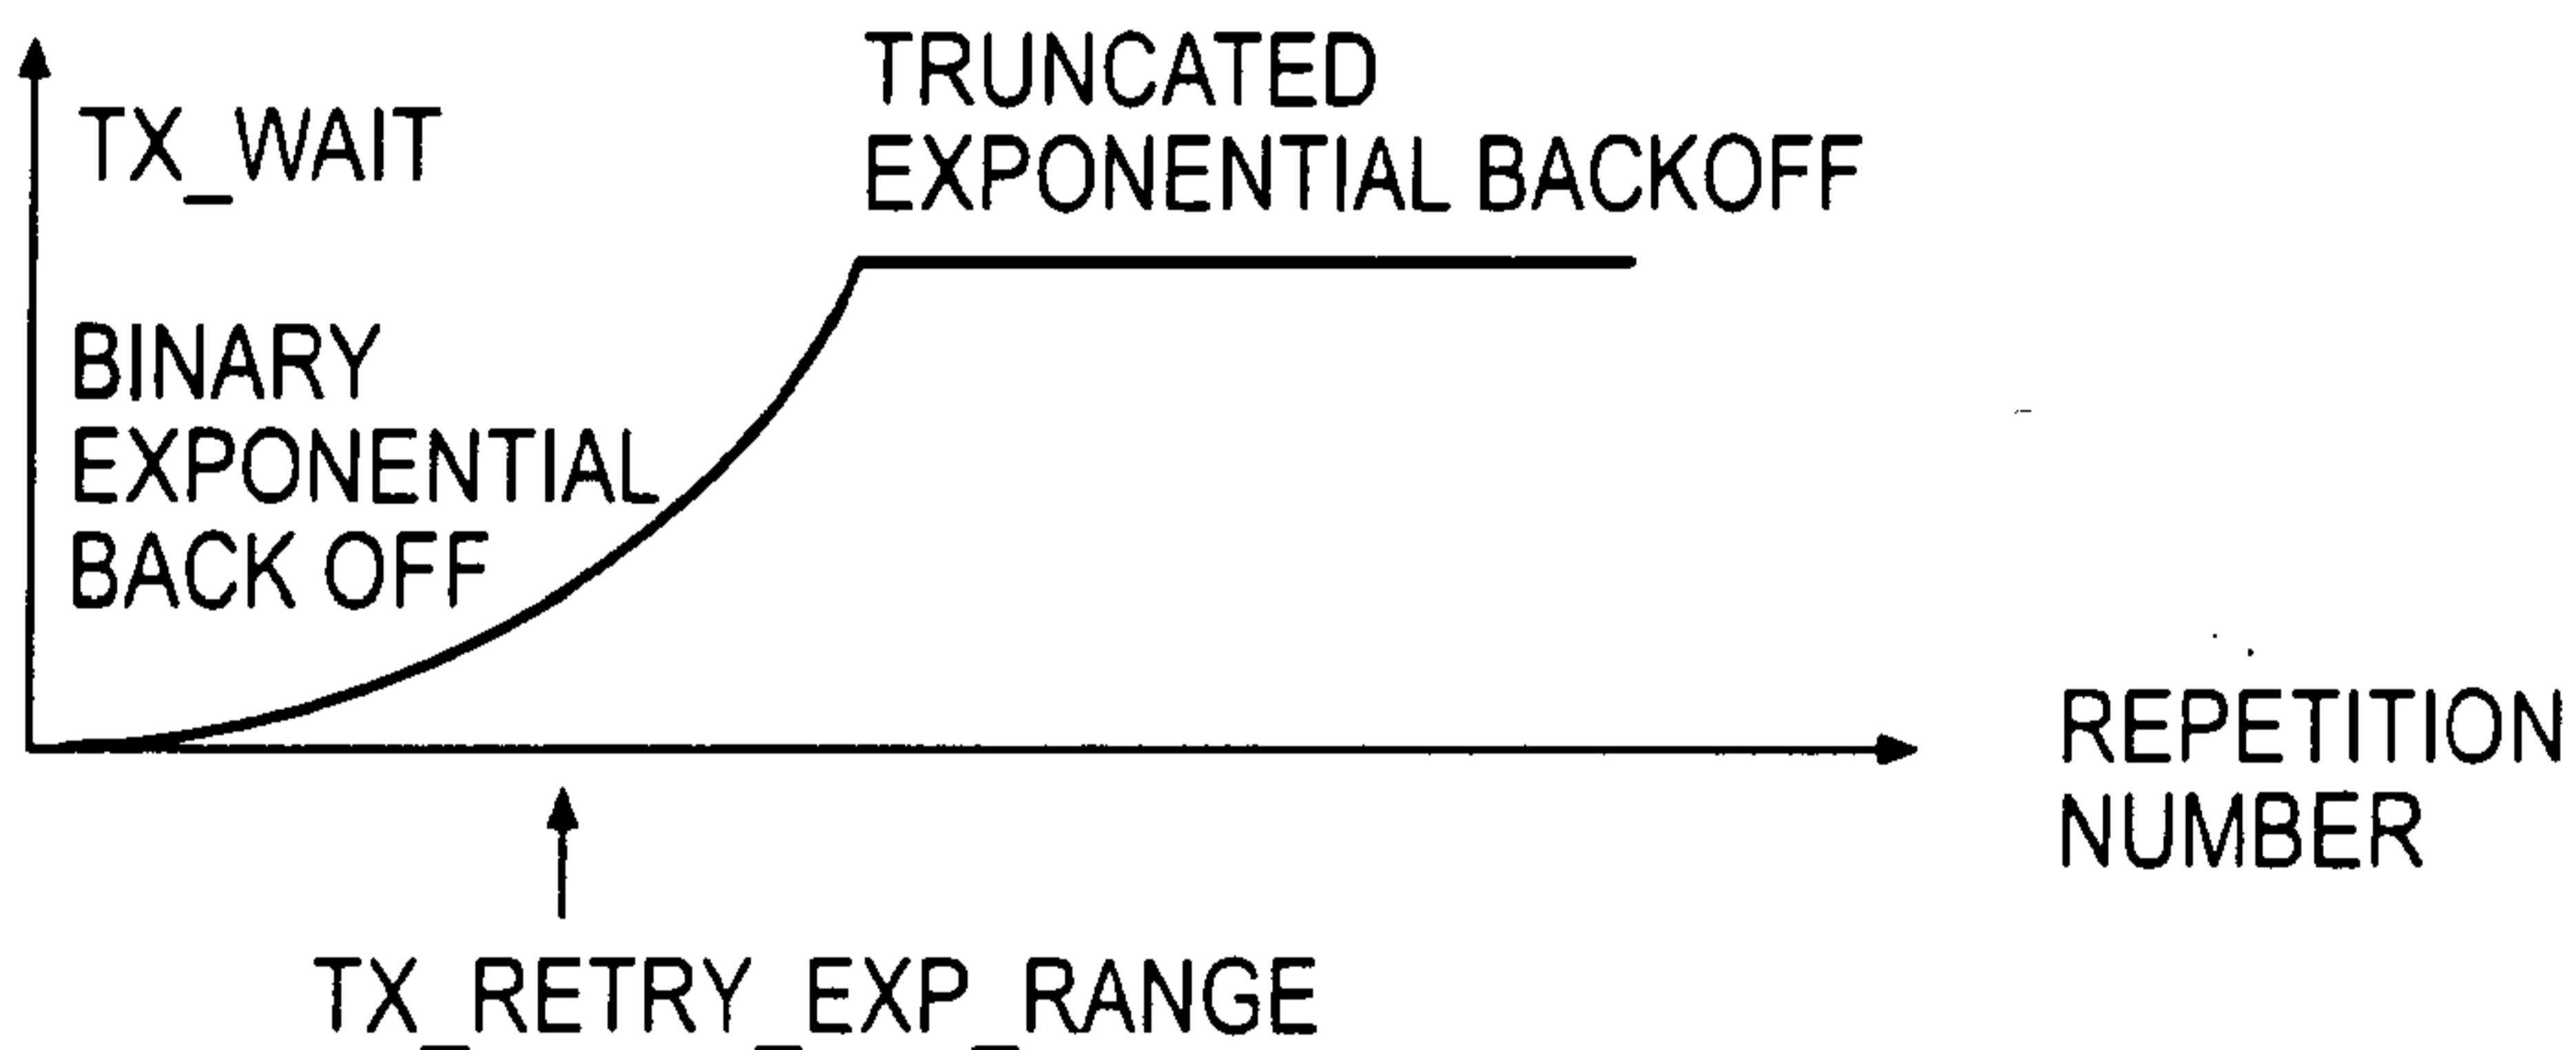 TRUNCATED
EXPONENTIAL BACKOFF
TX_WAIT
BINARY
EXPONENTIAL
BACK OFF
REPETITION
NUMBER
TX_RETRY_EXP_RANGE